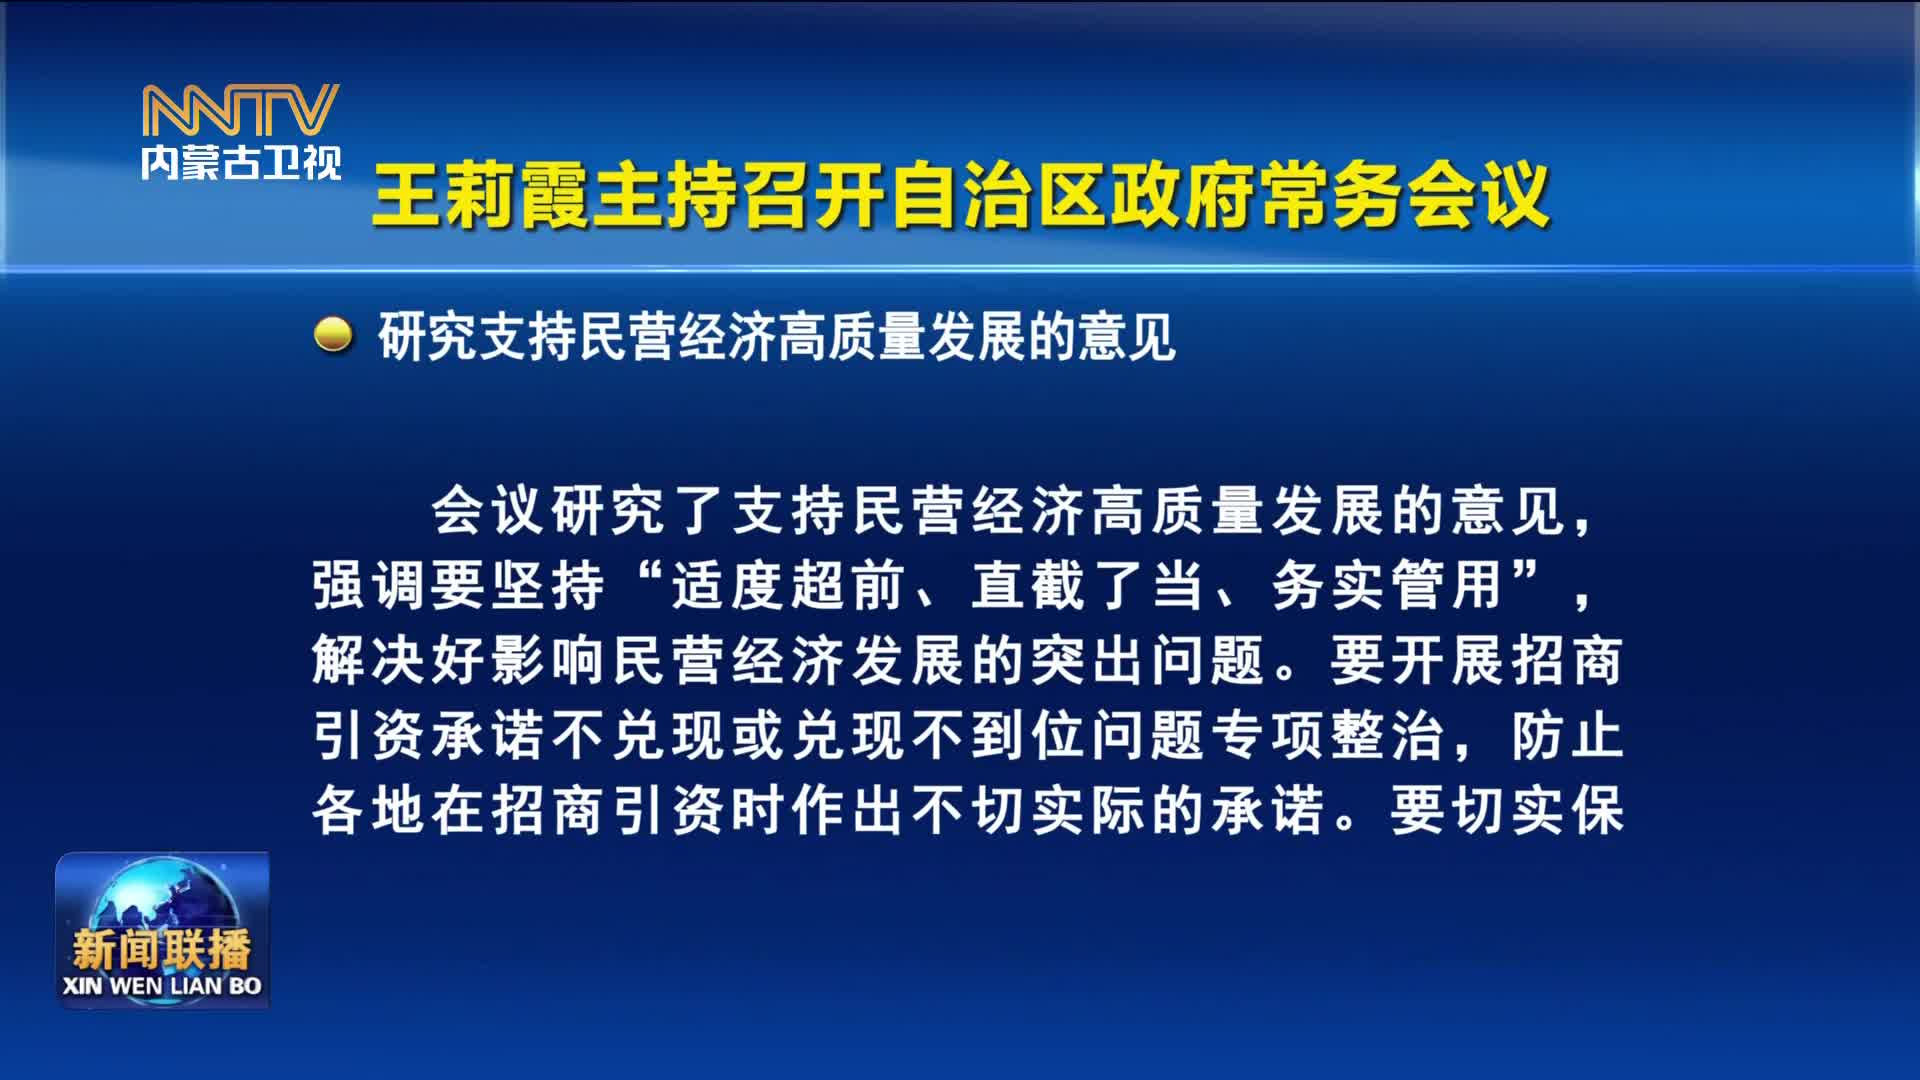 NNTV
内蒙古卫视
王莉霞主持召开自治区政府常务会议
研究支持民营经济高质量发展的意见
会议研究了支持民营经济高质量发展的意见，
强调要坚持“适度超前、直截了当、务实管用”，
解决好影响民营经济发展的突出问题。要开展招商
引资承诺不兑现或兑现不到位问题专项整治，防止
各地在招商引资时作出不切实际的承诺。要切实保
新闻联播
XIN WEN LIAN BO